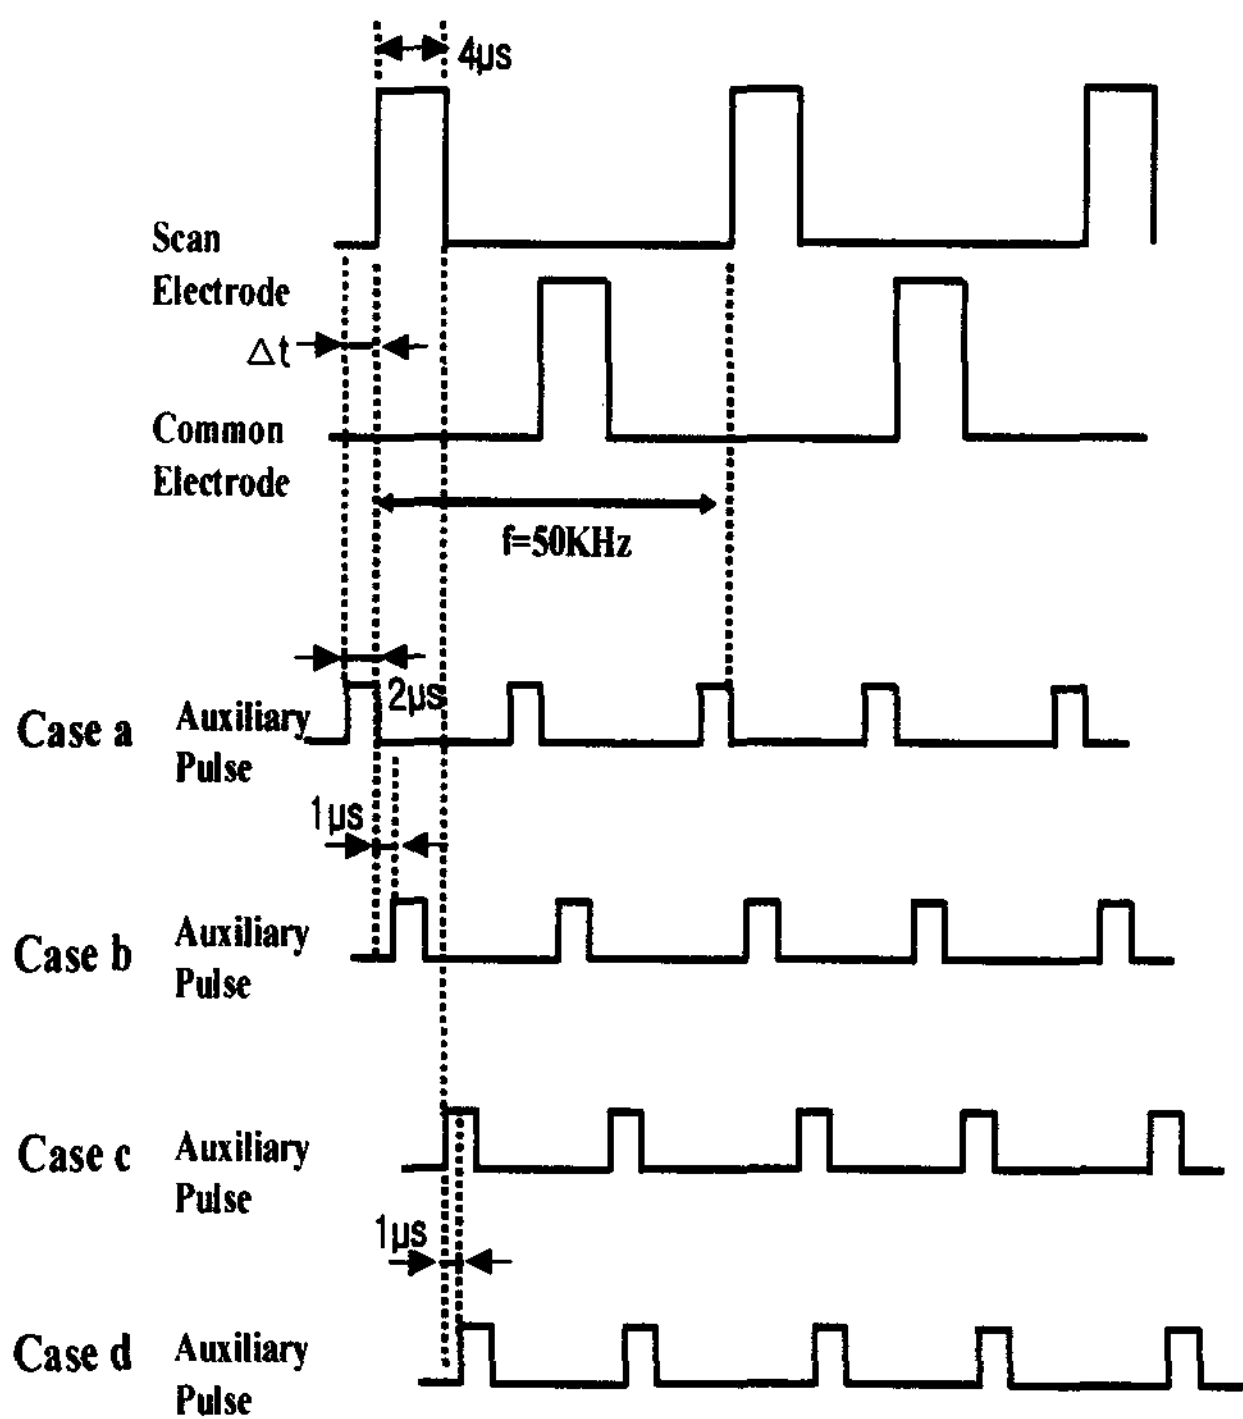 4μs
Scan
Electrode
Δt
Common
Electrode
f=50KHz
2μs
Case a
Auxiliary
Pulse
1μs
Case b
Auxiliary
Pulse
Case c
Auxiliary
Pulse
1μs
Case d
Auxiliary
Pulse